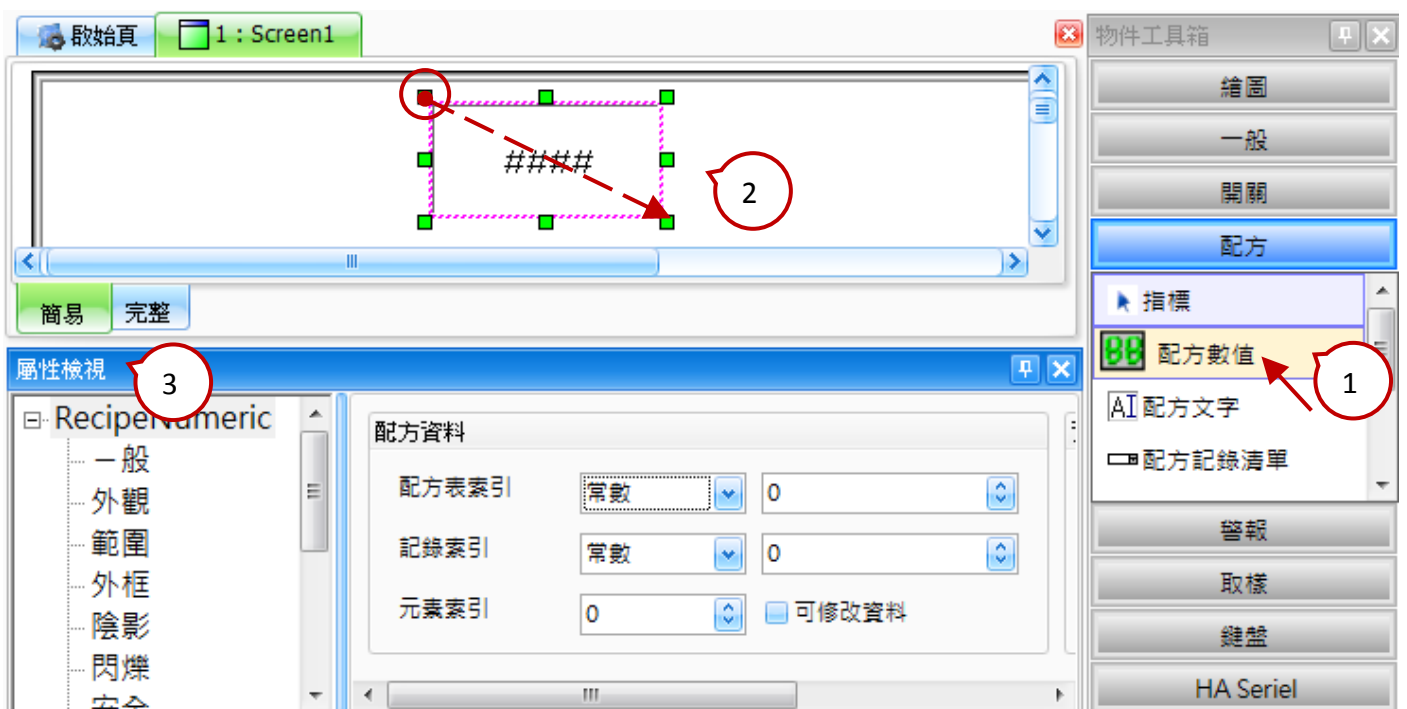 啟始頁
1 : Screen1
####
2
簡易
完整
屬性檢視
3
RecipeNumeric
一般
外觀
範圍
外框
陰影
閃爍
安全
配方資料
配方表索引 常數 0
記錄索引 常數 0
元素索引 0 可修改資料
物件工具箱
繪圖
一般
開關
配方
指標
配方數值
1
配方文字
配方記錄清單
警報
取樣
鍵盤
HA Seriel